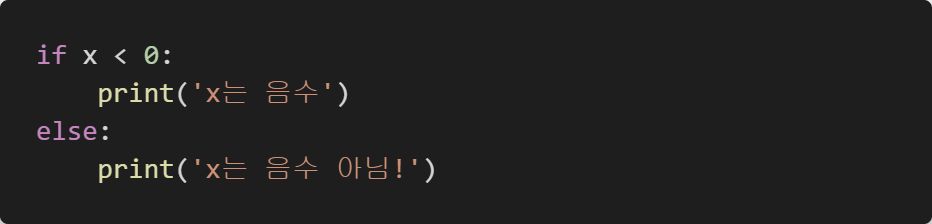 if x < 0:
    print('x는 음수')
else:
    print('x는 음수 아님!')